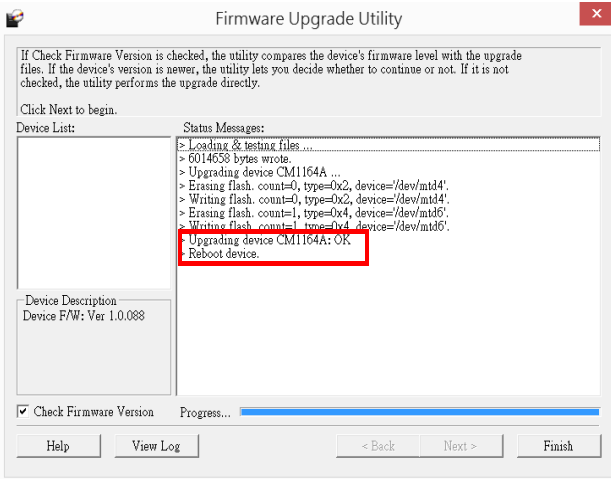 Firmware Upgrade Utility
If Check Firmware Version is checked, the utility compares the device's firmware level with the upgrade
files. If the device's version is newer, the utility lets you decide whether to continue or not. If it is not
checked, the utility performs the upgrade directly.
Click Next to begin.
Device List:
Status Messages:
> Loading & testing files ...
> 6014658 bytes wrote.
> Upgrading device CM1164A ...
> Erasing flash. count=0, type=0x2, device='/dev/mtd4'.
> Writing flash. count=0, type=0x2, device='/dev/mtd4'.
> Erasing flash. count=1, type=0x4, device='/dev/mtd6'.
> Writing flash. count=1, type=0x4, device='/dev/mtd6'.
> Upgrading device CM1164A: OK
> Reboot device.
Device Description
Device F/W: Ver 1.0.088
Check Firmware Version
Progress...
Help
View Log
< Back
Next >
Finish